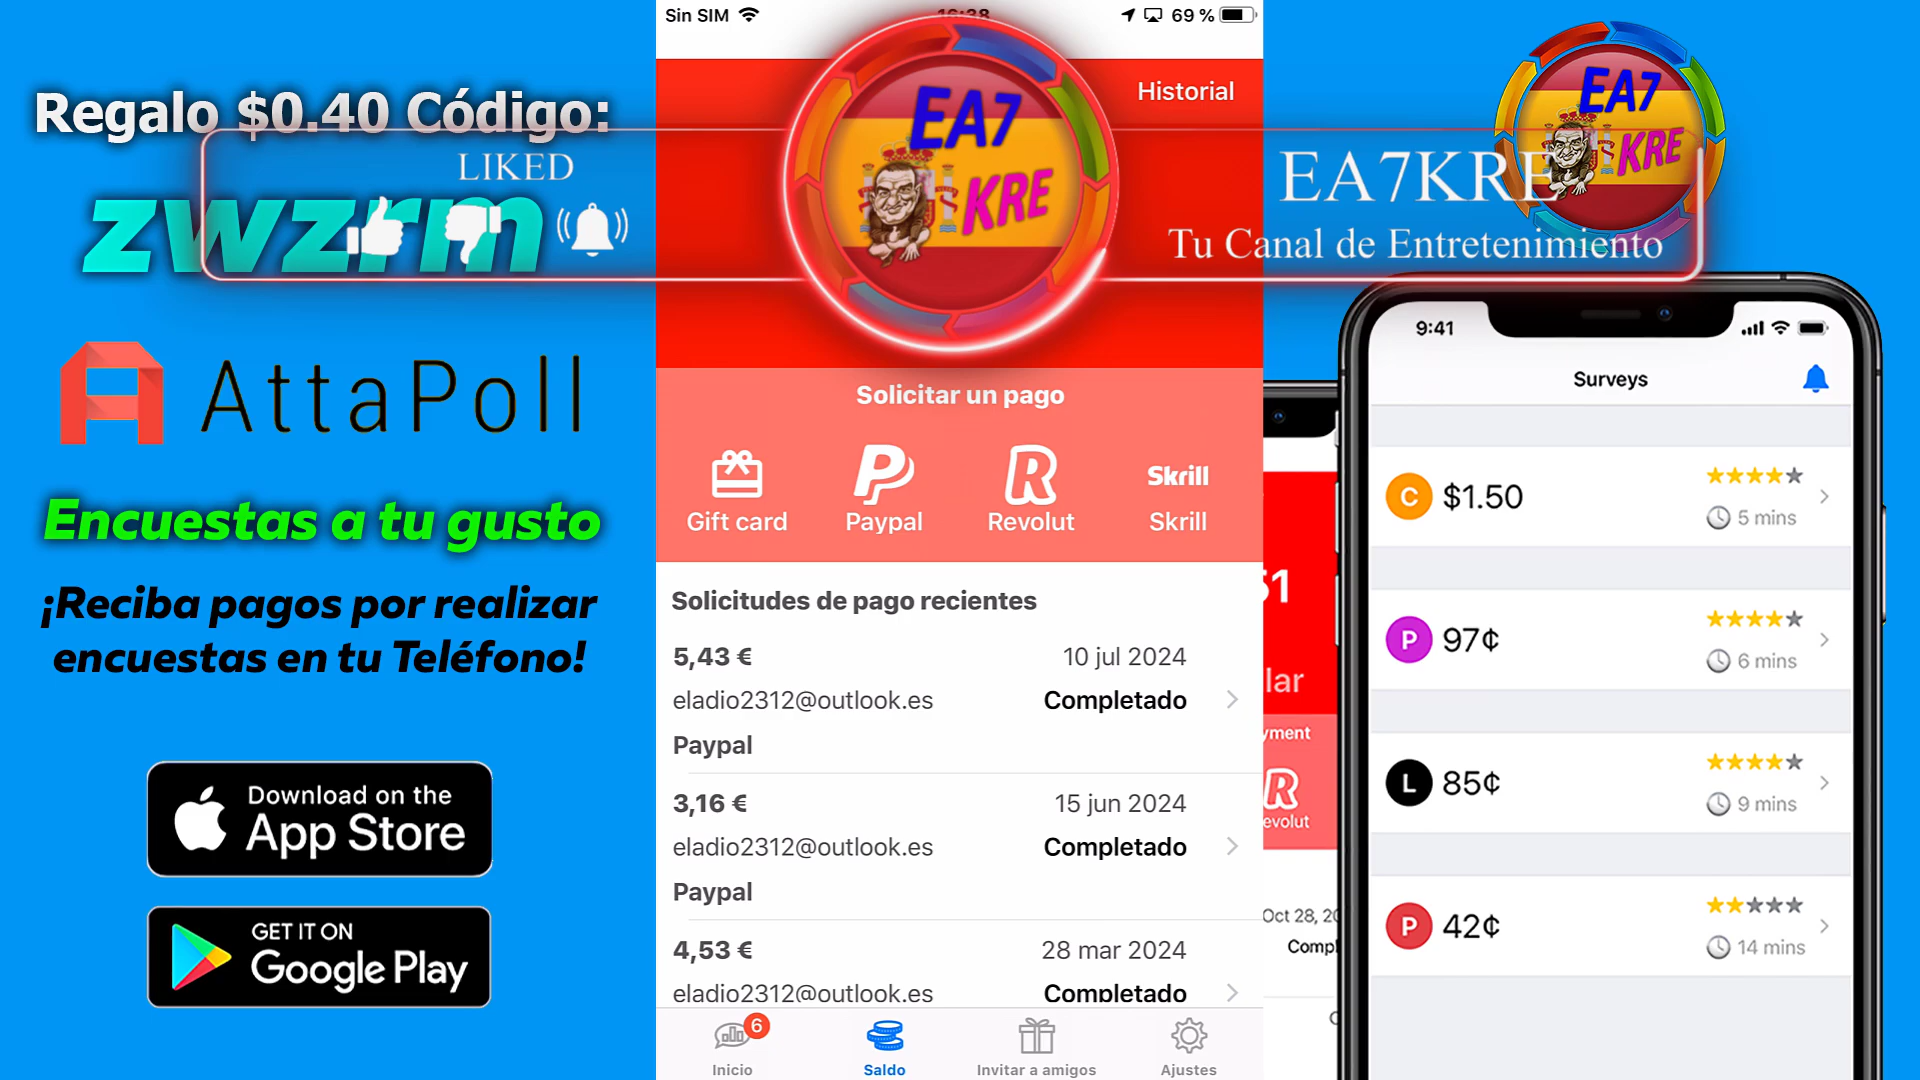 Regalo $0.40 Código:
LIKED
zwzrm
AttaPoll
Encuestas a tu gusto
¡Reciba pagos por realizar
encuestas en tu Teléfono!
Download on the
App Store
GET IT ON
Google Play
Sin SIM
69 %
Historial
EA7
KRE
EA7KRE
Tu Canal de Entretenimiento
EA7
KRE
Solicitar un pago
Gift card
Paypal
Revolut
Skrill
Skrill
Solicitudes de pago recientes
5,43 €
10 jul 2024
eladio2312@outlook.es
Completado
Paypal
3,16 €
15 jun 2024
eladio2312@outlook.es
Completado
Paypal
4,53 €
28 mar 2024
eladio2312@outlook.es
Completado
6
Inicio
Saldo
Invitar a amigos
Ajustes
Oct 28,
9:41
Surveys
C $1.50
5 mins
P 97¢
6 mins
L 85¢
9 mins
P 42¢
14 mins